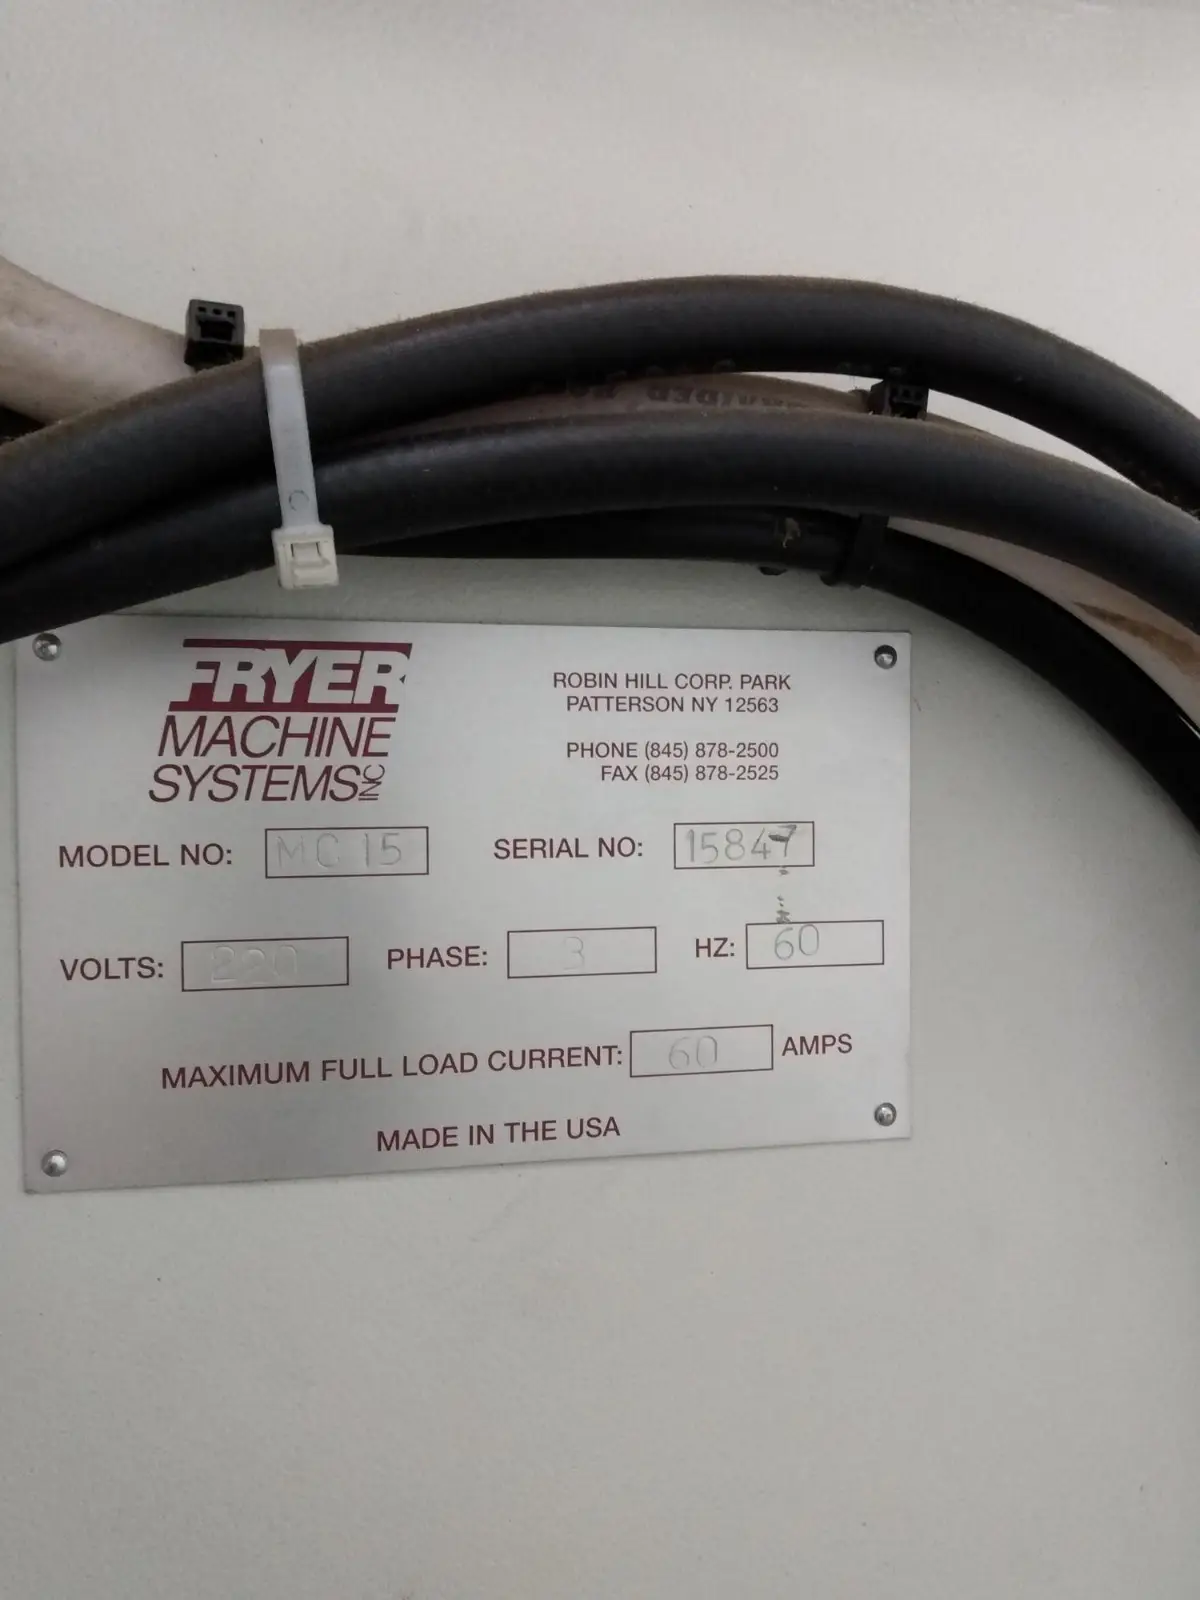 FRYER
MACHINE
SYSTEMS INC
ROBIN HILL CORP. PARK
PATTERSON NY 12563
PHONE (845) 878-2500
FAX (845) 878-2525
MODEL NO: MC15
SERIAL NO: 15847
VOLTS: 220
PHASE: 3
HZ: 60
MAXIMUM FULL LOAD CURRENT: 60 AMPS
MADE IN THE USA